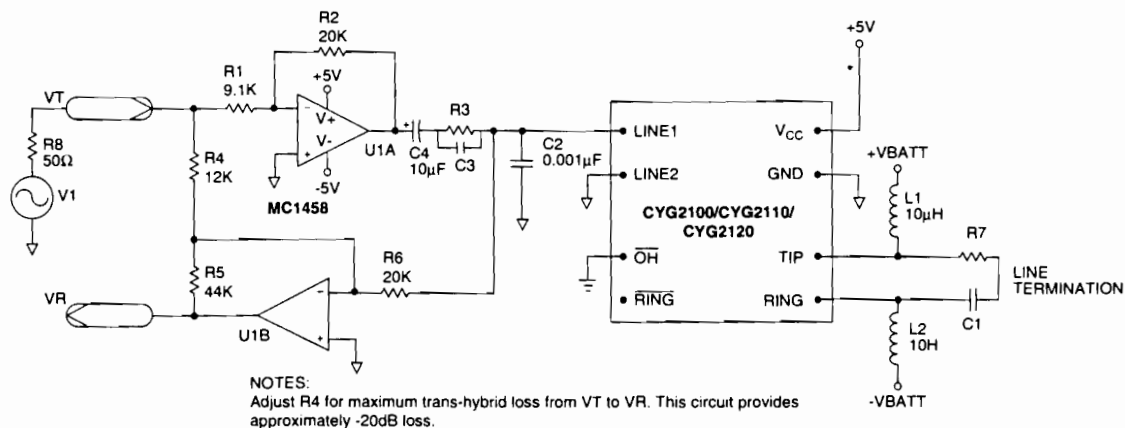 R2
20K
+5V
R1
9.1K
+5V
VT
R3
LINE1
VCC
V+
V-
U1A
+VBATT
R8
50Ω
R4
12K
C4
10µF
C3
C2
0.001µF
LINE2
GND
V1
-5V
MC1458
L1
10µH
CYG2100/CYG2110/
CYG2120
R7
R5
44K
R6
20K
OH
TIP
LINE
TERMINATION
VR
RING
RING
C1
U1B
L2
10H
NOTES:
Adjust R4 for maximum trans-hybrid loss from VT to VR. This circuit provides
approximately -20dB loss.
-VBATT